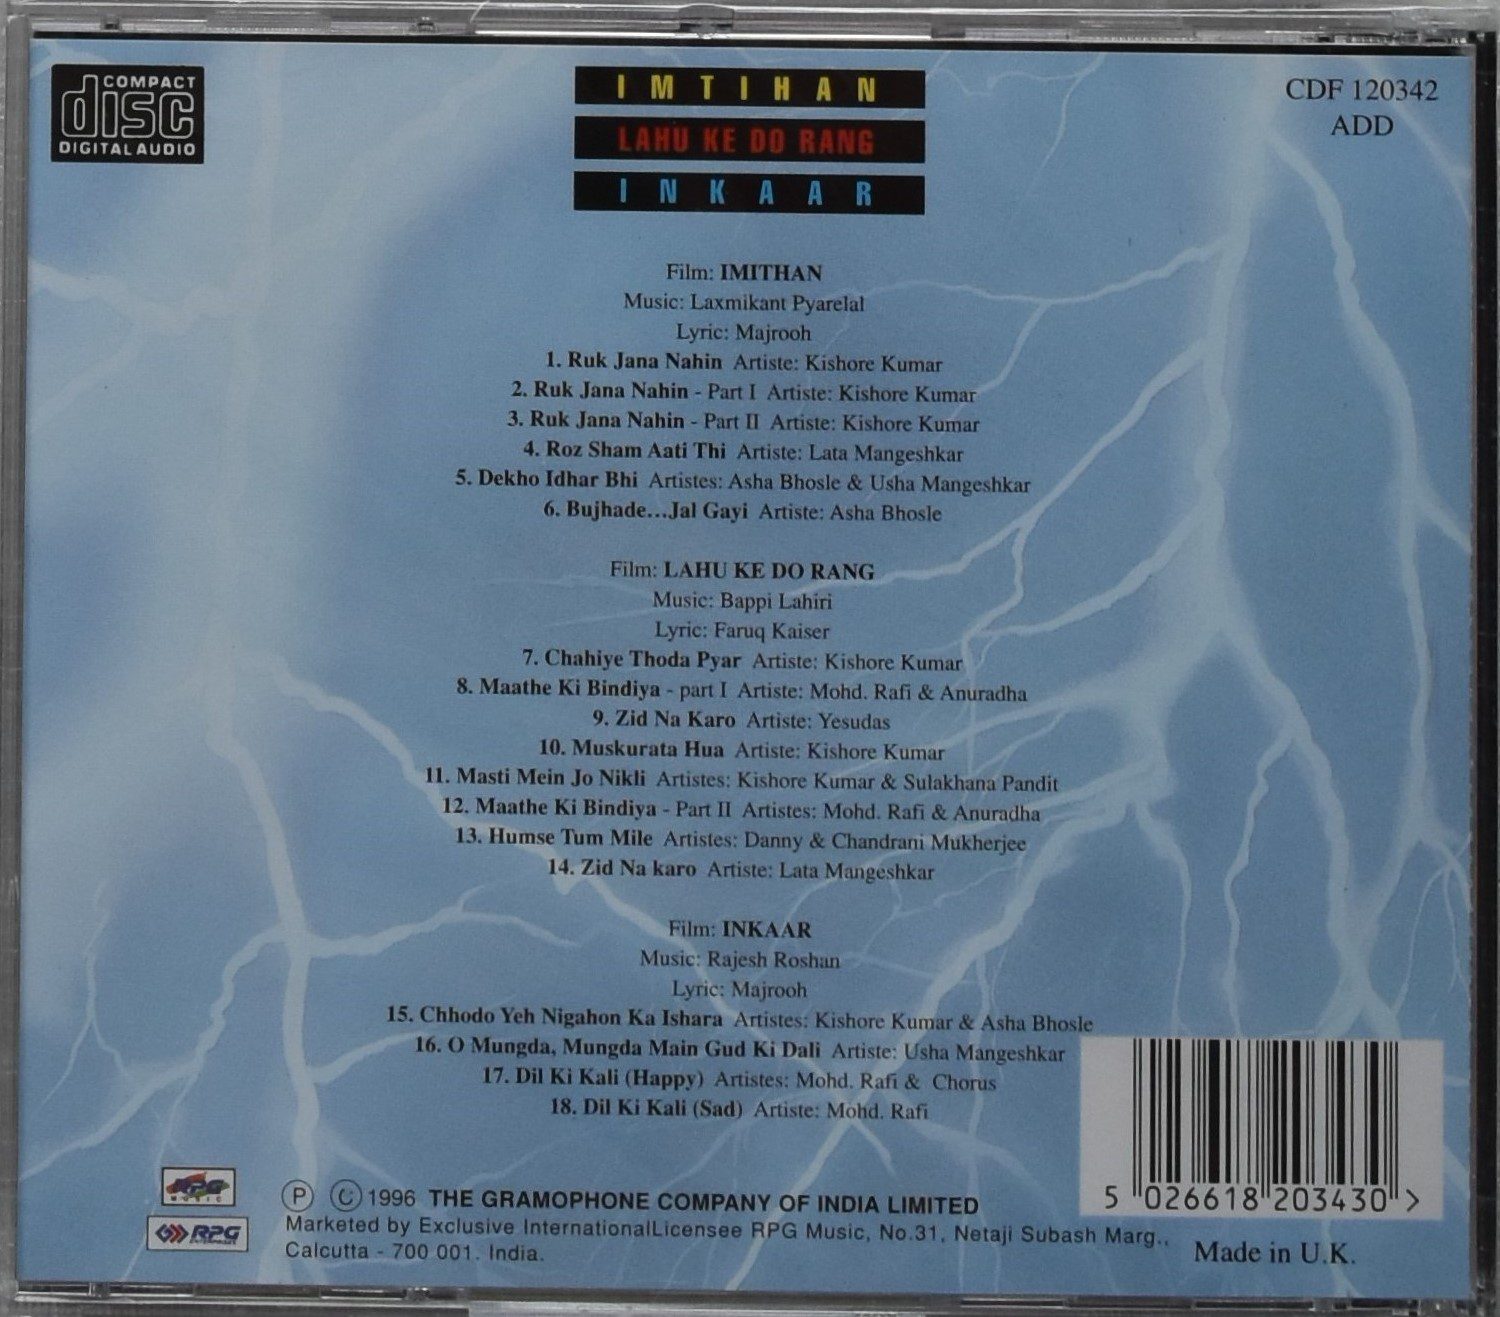 COMPACT
disc
DIGITAL AUDIO
IMTIHAN
LAHU KE DO RANG
INKAAR
CDF 120342
ADD
Film: IMITHAN
Music: Laxmikant Pyarelal
Lyric: Majrooh
1. Ruk Jana Nahin Artiste: Kishore Kumar
2. Ruk Jana Nahin - Part I Artiste: Kishore Kumar
3. Ruk Jana Nahin - Part II Artiste: Kishore Kumar
4. Roz Sham Aati Thi Artiste: Lata Mangeshkar
5. Dekho Idhar Bhi Artistes: Asha Bhosle & Usha Mangeshkar
6. Bujhade...Jal Gayi Artiste: Asha Bhosle
Film: LAHU KE DO RANG
Music: Bappi Lahiri
Lyric: Faruq Kaiser
7. Chahiye Thoda Pyar Artiste: Kishore Kumar
8. Maathe Ki Bindiya - part I Artiste: Mohd. Rafi & Anuradha
9. Zid Na Karo Artiste: Yesudas
10. Muskurata Hua Artiste: Kishore Kumar
11. Masti Mein Jo Nikli Artistes: Kishore Kumar & Sulakhana Pandit
12. Maathe Ki Bindiya - Part II Artistes: Mohd. Rafi & Anuradha
13. Humse Tum Mile Artistes: Danny & Chandrani Mukherjee
14. Zid Na karo Artiste: Lata Mangeshkar
Film: INKAAR
Music: Rajesh Roshan
Lyric: Majrooh
15. Chhodo Yeh Nigahon Ka Ishara Artistes: Kishore Kumar & Asha Bhosle
16. O Mungda, Mungda Main Gud Ki Dali Artiste: Usha Mangeshkar
17. Dil Ki Kali (Happy) Artistes: Mohd. Rafi & Chorus
18. Dil Ki Kali (Sad) Artiste: Mohd. Rafi
RPG
MUSIC
RPG
ENTERPRISES
Ⓟ © 1996 THE GRAMOPHONE COMPANY OF INDIA LIMITED
Marketed by Exclusive InternationalLicensee RPG Music, No.31, Netaji Subash Marg.,
Calcutta - 700 001. India.
5 026618 203430 >
Made in U.K.